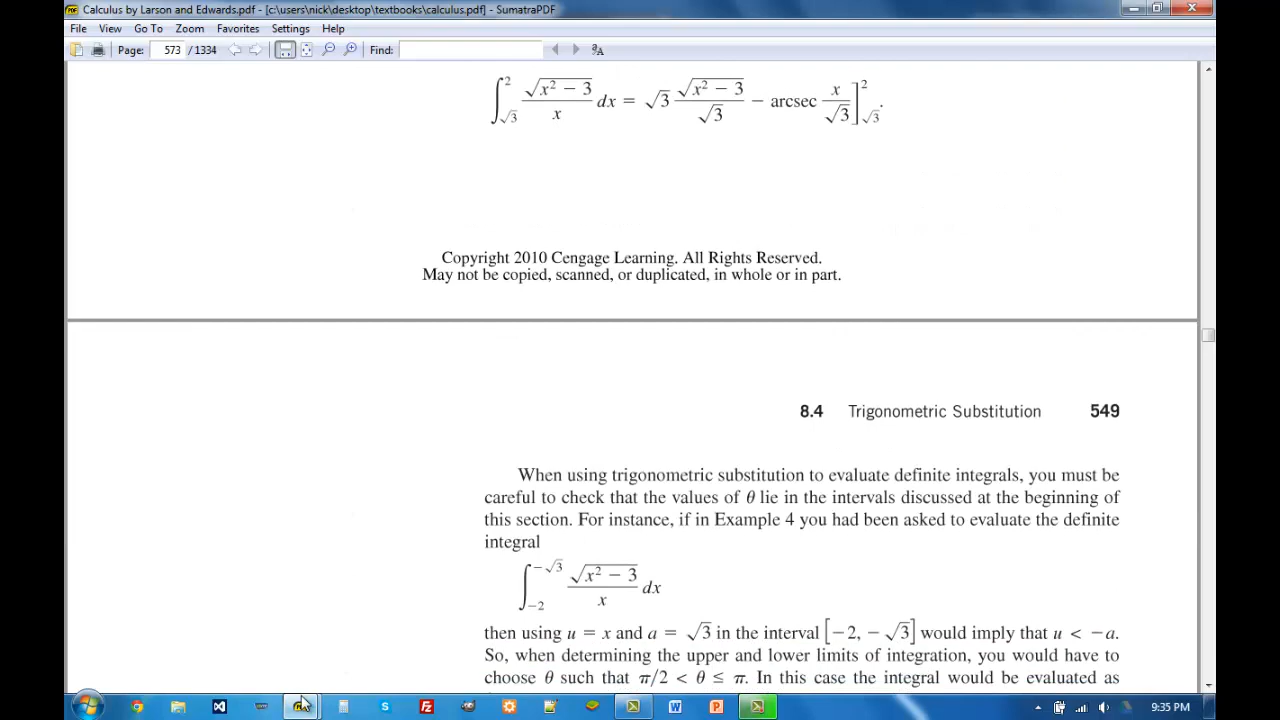 Calculus by Larson and Edwards.pdf - [c:\users\nick\desktop\textbooks\calculus.pdf] - SumatraPDF
File View Go To Zoom Favorites Settings Help
Page: 573 / 1334 Find:
∫_{√3}^{2} √(x² − 3)/x dx = √3 √(x² − 3)/√3 − arcsec x/√3 ]_{√3}^{2}.
Copyright 2010 Cengage Learning. All Rights Reserved.
May not be copied, scanned, or duplicated, in whole or in part.
8.4 Trigonometric Substitution 549
When using trigonometric substitution to evaluate definite integrals, you must be
careful to check that the values of θ lie in the intervals discussed at the beginning of
this section. For instance, if in Example 4 you had been asked to evaluate the definite
integral
∫_{−2}^{−√3} √(x² − 3)/x dx
then using u = x and a = √3 in the interval [−2, −√3] would imply that u < −a.
So, when determining the upper and lower limits of integration, you would have to
choose θ such that π/2 < θ ≤ π. In this case the integral would be evaluated as
9:35 PM